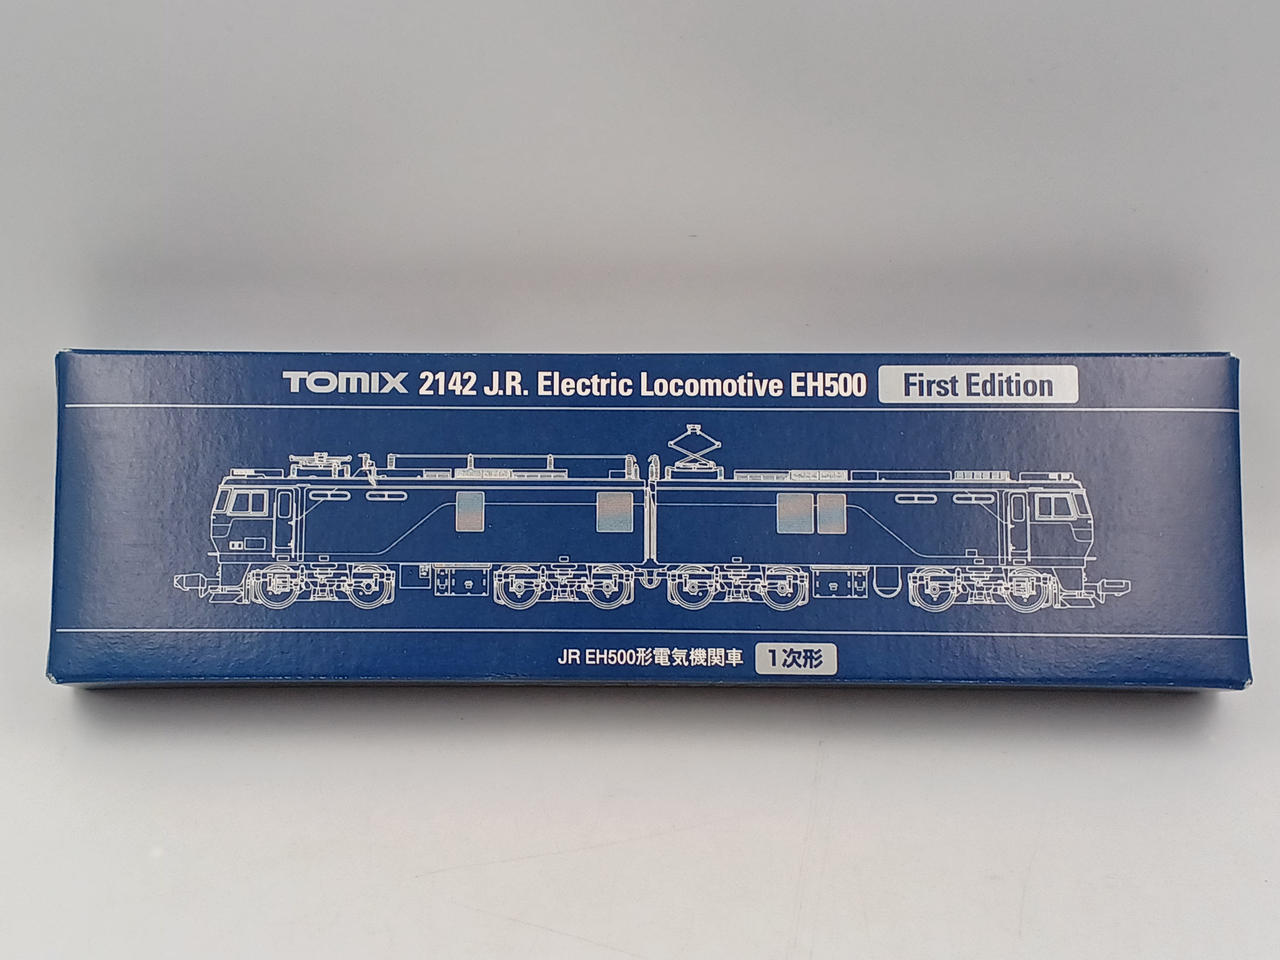 TOMIX 2142 J.R. Electric Locomotive EH500 First Edition
JR EH500形電気機関車 1次形